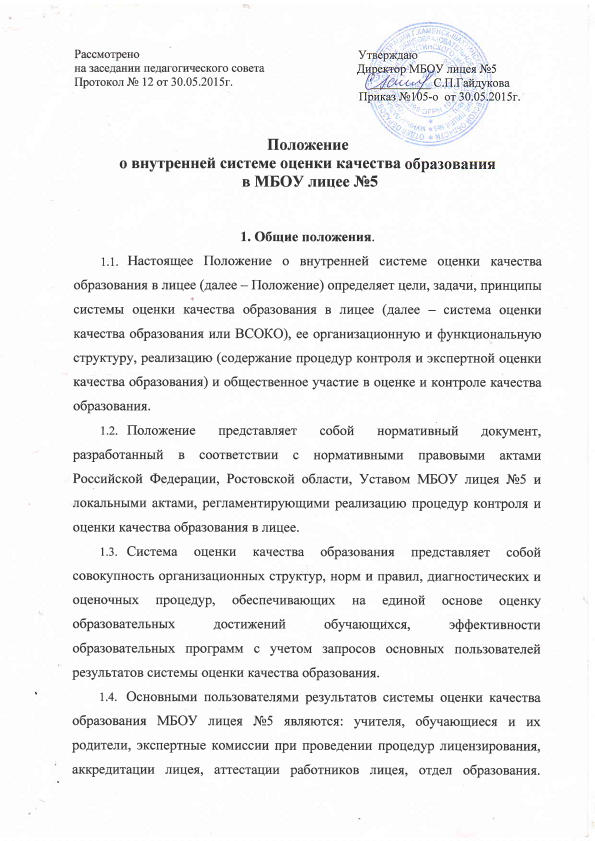 Рассмотрено
на заседании педагогического совета
Протокол № 12 от 30.05.2015г.
Утверждаю
Директор МБОУ лицея №5
С.П.Гайдукова
Приказ №105-о от 30.05.2015г.
Положение
о внутренней системе оценки качества образования
в МБОУ лицее №5
1. Общие положения.
1.1. Настоящее Положение о внутренней системе оценки качества
образования в лицее (далее – Положение) определяет цели, задачи, принципы
системы оценки качества образования в лицее (далее – система оценки
качества образования или ВСОКО), ее организационную и функциональную
структуру, реализацию (содержание процедур контроля и экспертной оценки
качества образования) и общественное участие в оценке и контроле качества
образования.
1.2. Положение представляет собой нормативный документ,
разработанный в соответствии с нормативными правовыми актами
Российской Федерации, Ростовской области, Уставом МБОУ лицея №5 и
локальными актами, регламентирующими реализацию процедур контроля и
оценки качества образования в лицее.
1.3. Система оценки качества образования представляет собой
совокупность организационных структур, норм и правил, диагностических и
оценочных процедур, обеспечивающих на единой основе оценку
образовательных достижений обучающихся, эффективности
образовательных программ с учетом запросов основных пользователей
результатов системы оценки качества образования.
1.4. Основными пользователями результатов системы оценки качества
образования МБОУ лицея №5 являются: учителя, обучающиеся и их
родители, экспертные комиссии при проведении процедур лицензирования,
аккредитации лицея, аттестации работников лицея, отдел образования.